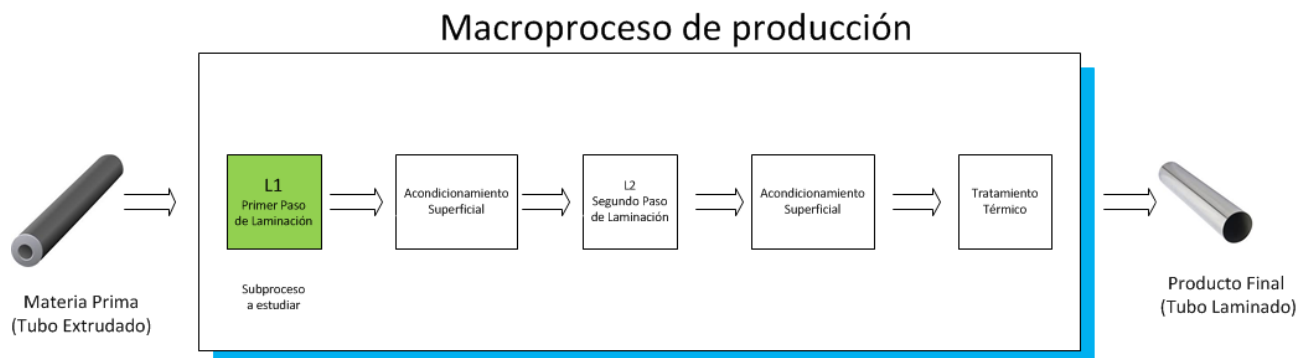 Macroproceso de producción
L1
Primer Paso
de Laminación
Acondicionamiento
Superficial
L2
Segundo Paso
de Laminación
Acondicionamiento
Superficial
Tratamiento
Térmico
Subproceso
a estudiar
Materia Prima
(Tubo Extrudado)
Producto Final
(Tubo Laminado)